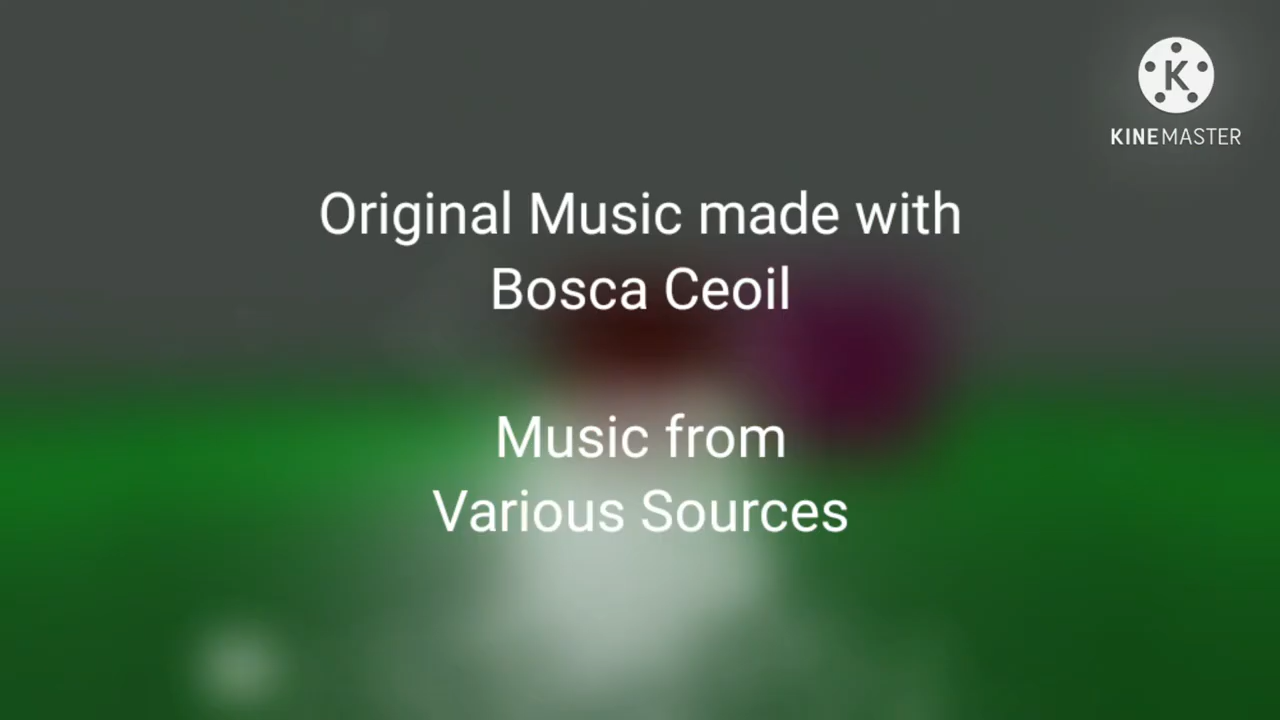 K
KINEMASTER
Original Music made with
Bosca Ceoil
Music from
Various Sources